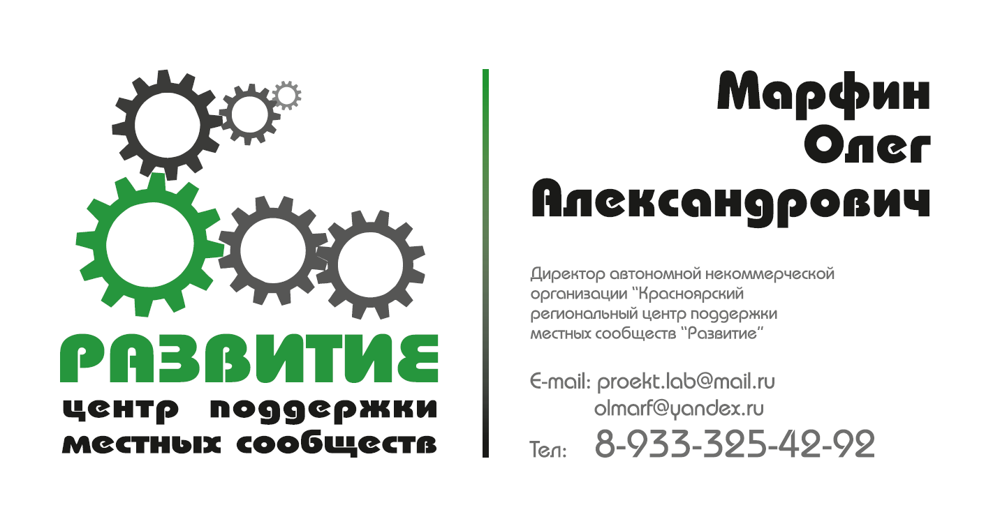 РАЗВИТИЕ
центр поддержки
местных сообществ
Марфин
Олег
Александрович
Директор автономной некоммерческой
организации “Красноярский
региональный центр поддержки
местных сообществ “Развитие”
E-mail: proekt.lab@mail.ru
olmarf@yandex.ru
Тел: 8-933-325-42-92